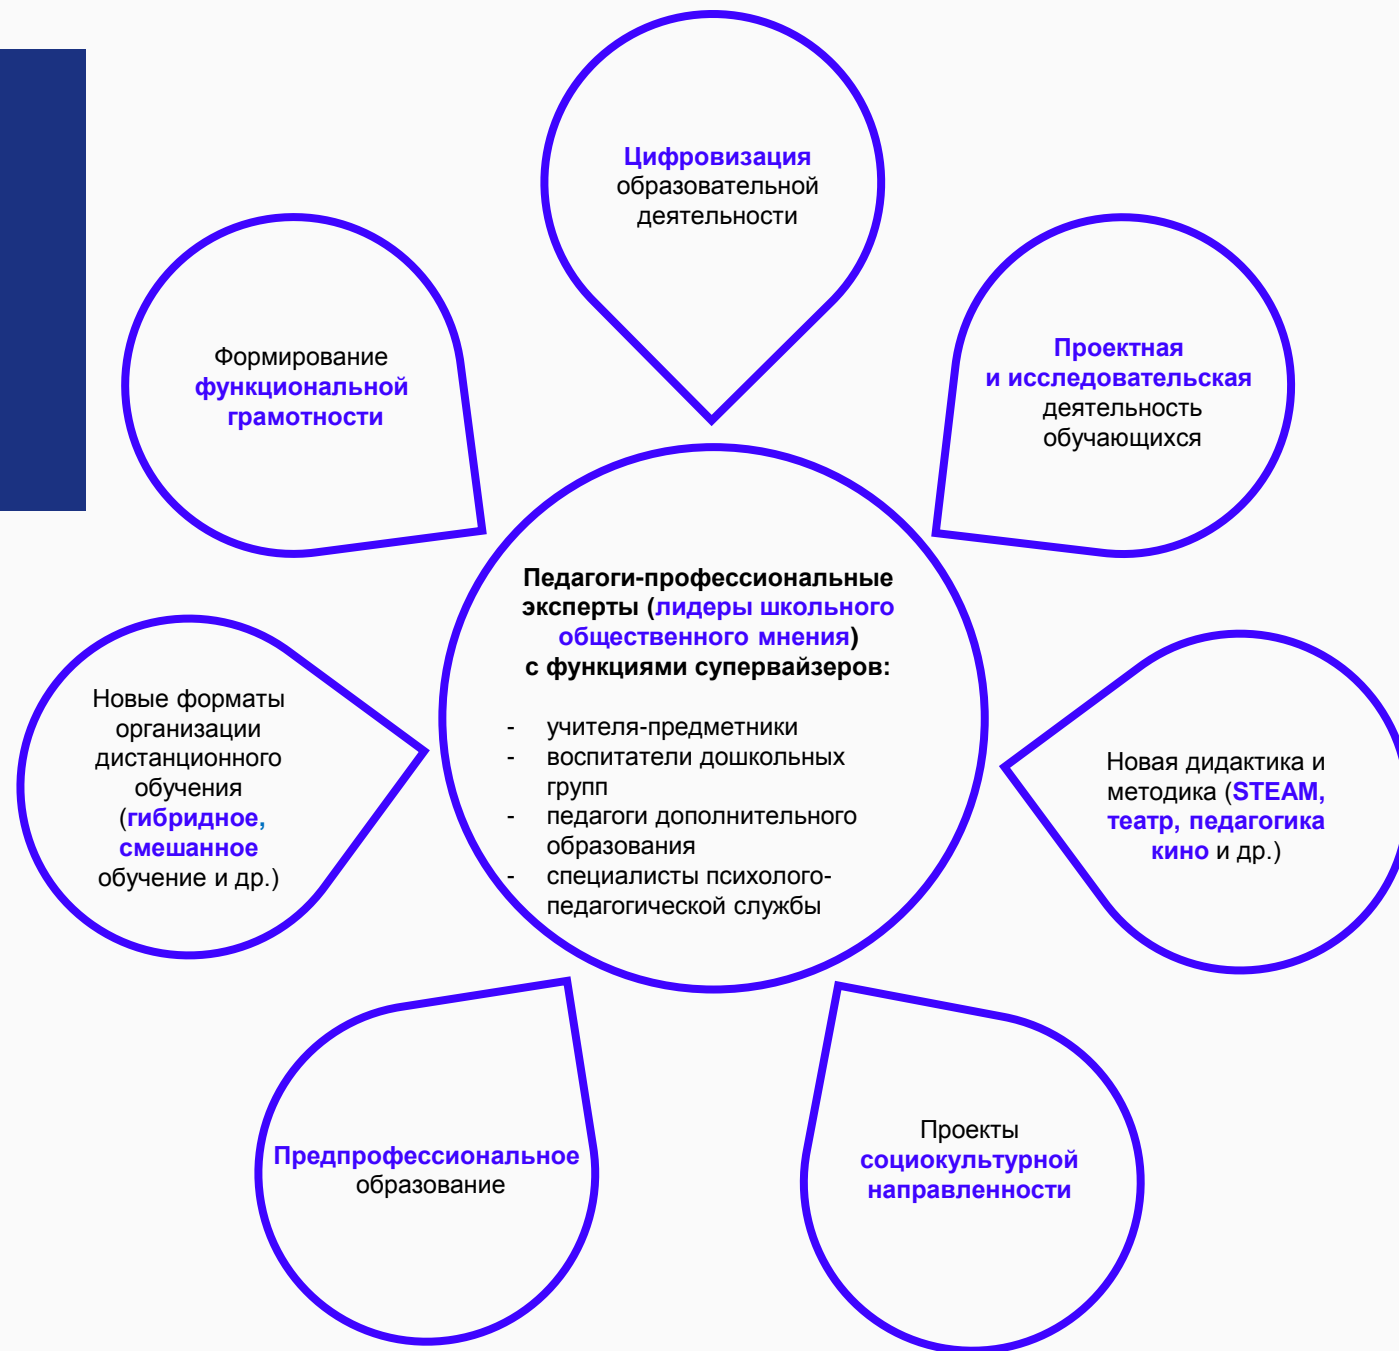 Цифровизация
образовательной
деятельности
Формирование
функциональной
грамотности
Проектная
и исследовательская
деятельность
обучающихся
Педагоги-профессиональные
эксперты (лидеры школьного
общественного мнения)
с функциями супервайзеров:
- учителя-предметники
- воспитатели дошкольных
групп
- педагоги дополнительного
образования
- специалисты психолого-
педагогической службы
Новые форматы
организации
дистанционного
обучения
(гибридное,
смешанное
обучение и др.)
Новая дидактика и
методика (STEAM,
театр, педагогика
кино и др.)
Предпрофессиональное
образование
Проекты
социокультурной
направленности